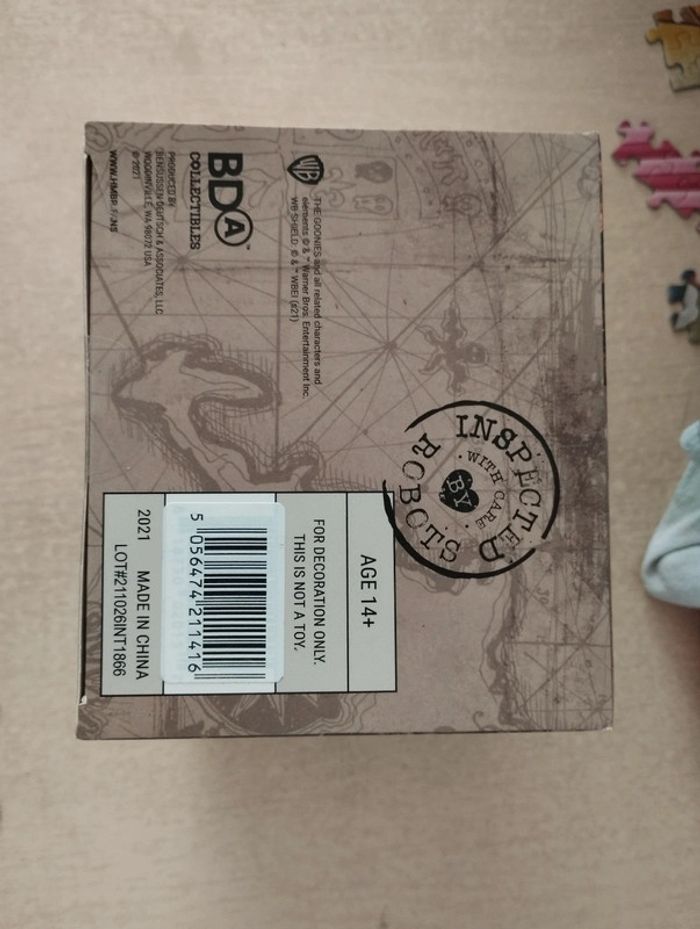 WB
THE GOONIES and all related characters and
elements © & ™ Warner Bros. Entertainment Inc.
WB SHIELD: © & ™ WBEI (s21)
BDA™
COLLECTIBLES
PRODUCED BY
BENSUSSEN DEUTSCH & ASSOCIATES, LLC
WOODINVILLE, WA 98072 USA
© 2021
INSPECTED
WITH CARE
BY
ROBOTS
AGE 14+
FOR DECORATION ONLY.
THIS IS NOT A TOY.
5 056474 211416
2021 MADE IN CHINA
LOT#211026INT1866